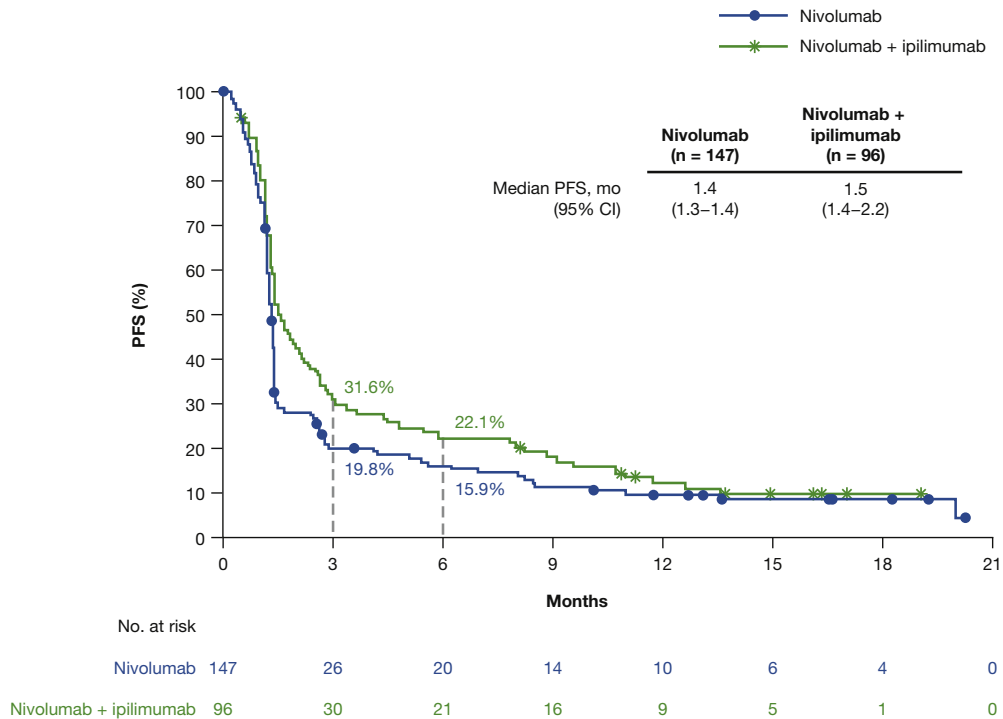 Nivolumab
Nivolumab + ipilimumab
Nivolumab
(n = 147)
Nivolumab +
ipilimumab
(n = 96)
Median PFS, mo
(95% CI)
1.4
(1.3–1.4)
1.5
(1.4–2.2)
PFS (%)
100
90
80
70
60
50
40
30
20
10
0
31.6%
19.8%
22.1%
15.9%
0 3 6 9 12 15 18 21
Months
No. at risk
Nivolumab 147 26 20 14 10 6 4 0
Nivolumab + ipilimumab 96 30 21 16 9 5 1 0